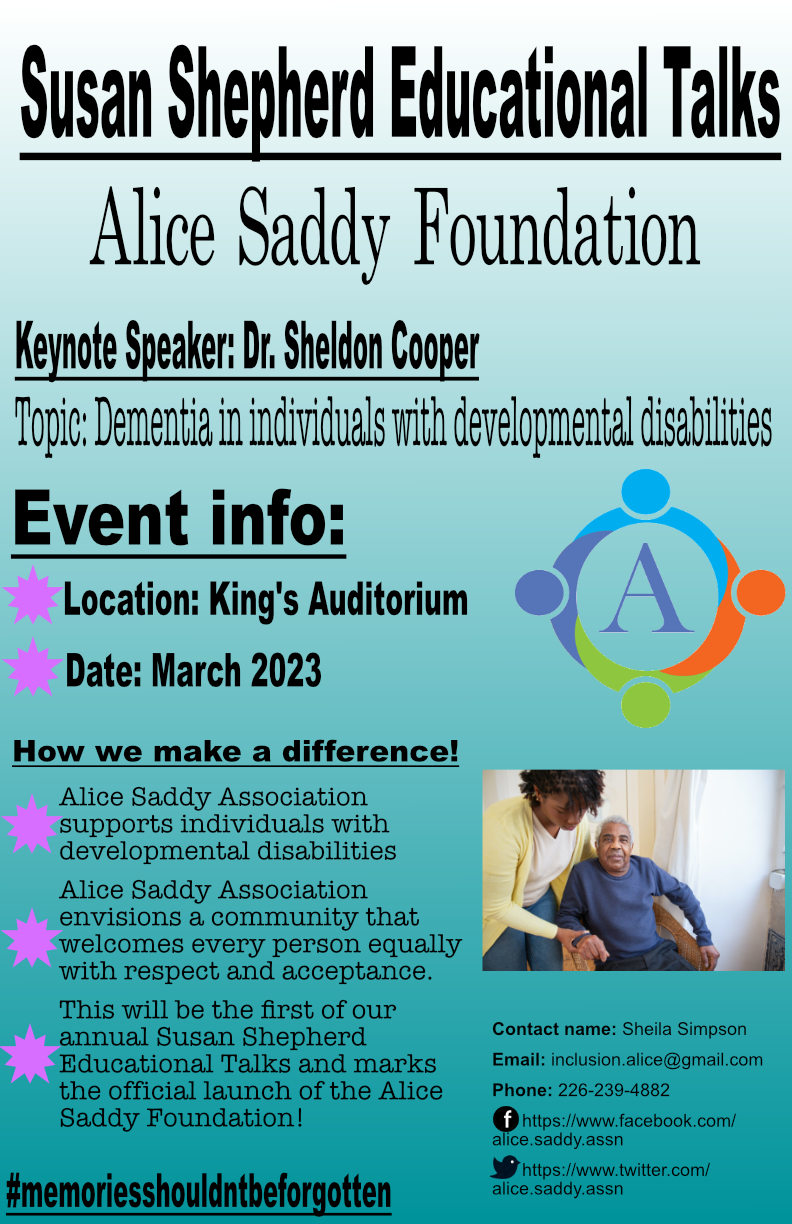 Susan Shepherd Educational Talks
Alice Saddy Foundation
Keynote Speaker: Dr. Sheldon Cooper
Topic: Dementia in individuals with developmental disabilities
Event info:
Location: King's Auditorium
Date: March 2023
A
How we make a difference!
Alice Saddy Association
supports individuals with
developmental disabilities
Alice Saddy Association
envisions a community that
welcomes every person equally
with respect and acceptance.
This will be the first of our
annual Susan Shepherd
Educational Talks and marks
the official launch of the Alice
Saddy Foundation!
#memoriesshouldntbeforgotten
Contact name: Sheila Simpson
Email: inclusion.alice@gmail.com
Phone: 226-239-4882
f https://www.facebook.com/
alice.saddy.assn
https://www.twitter.com/
alice.saddy.assn